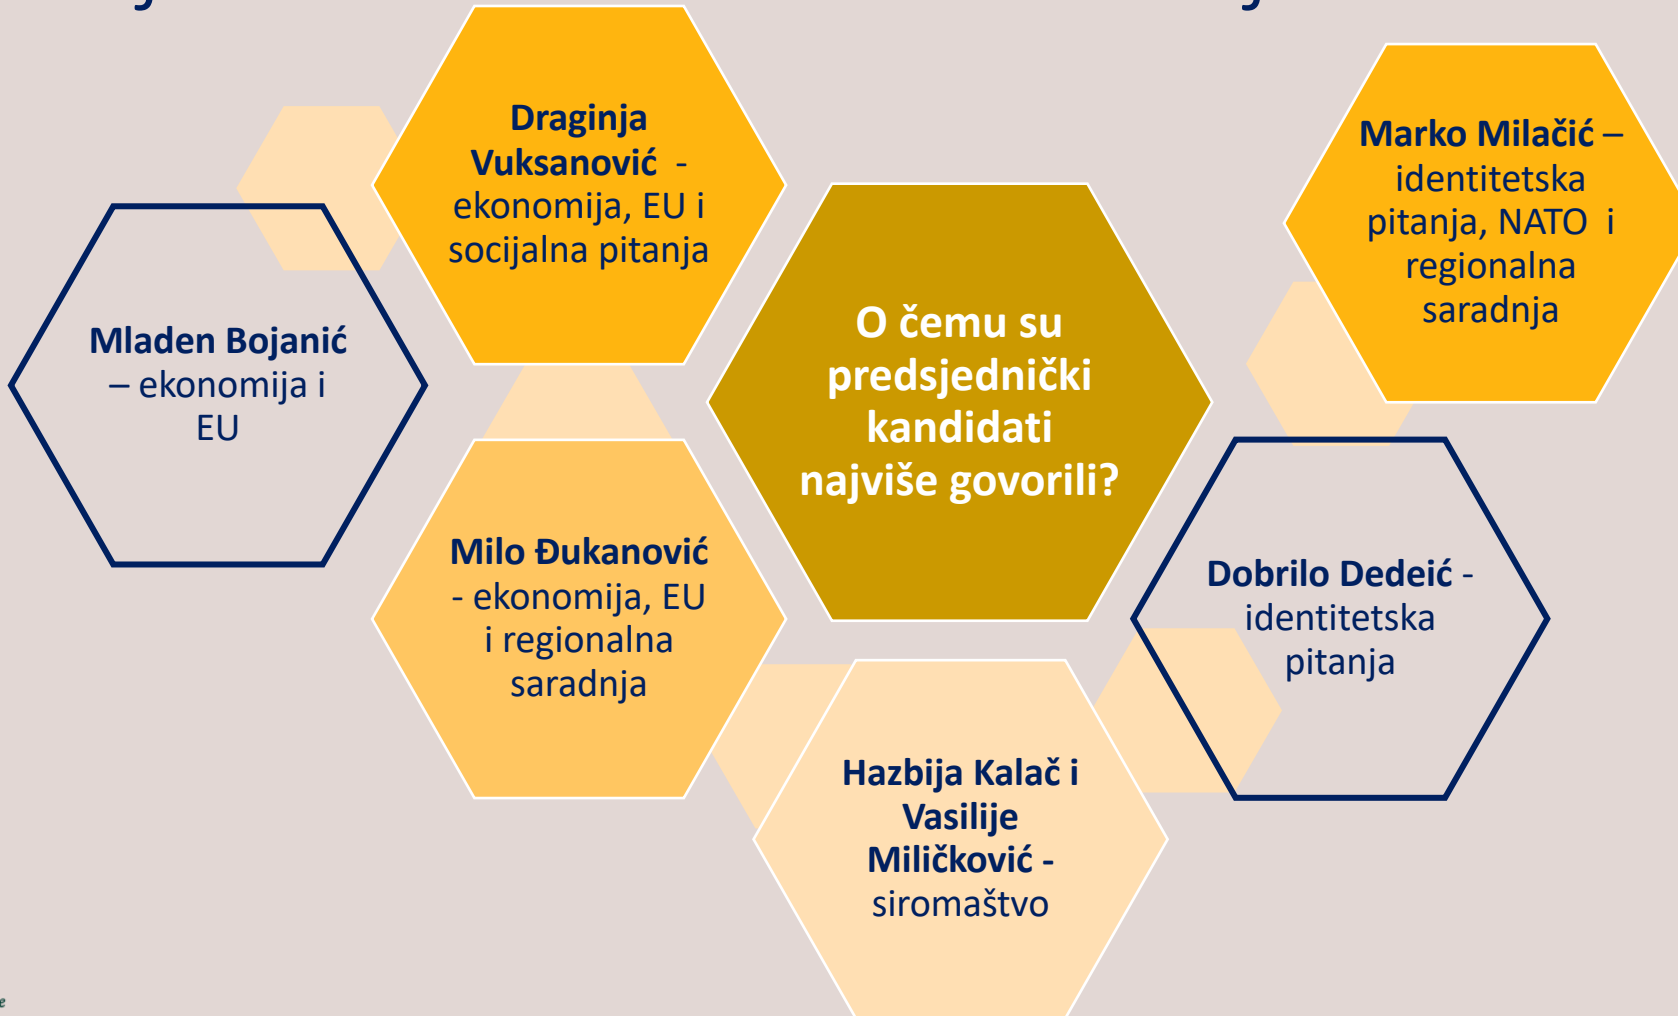 Draginja
Vuksanović -
ekonomija, EU i
socijalna pitanja
Marko Milačić –
identitetska
pitanja, NATO i
regionalna
saradnja
Mladen Bojanić
– ekonomija i
EU
O čemu su
predsjednički
kandidati
najviše govorili?
Milo Đukanović
- ekonomija, EU
i regionalna
saradnja
Dobrilo Dedeić -
identitetska
pitanja
Hazbija Kalač i
Vasilije
Miličković -
siromaštvo